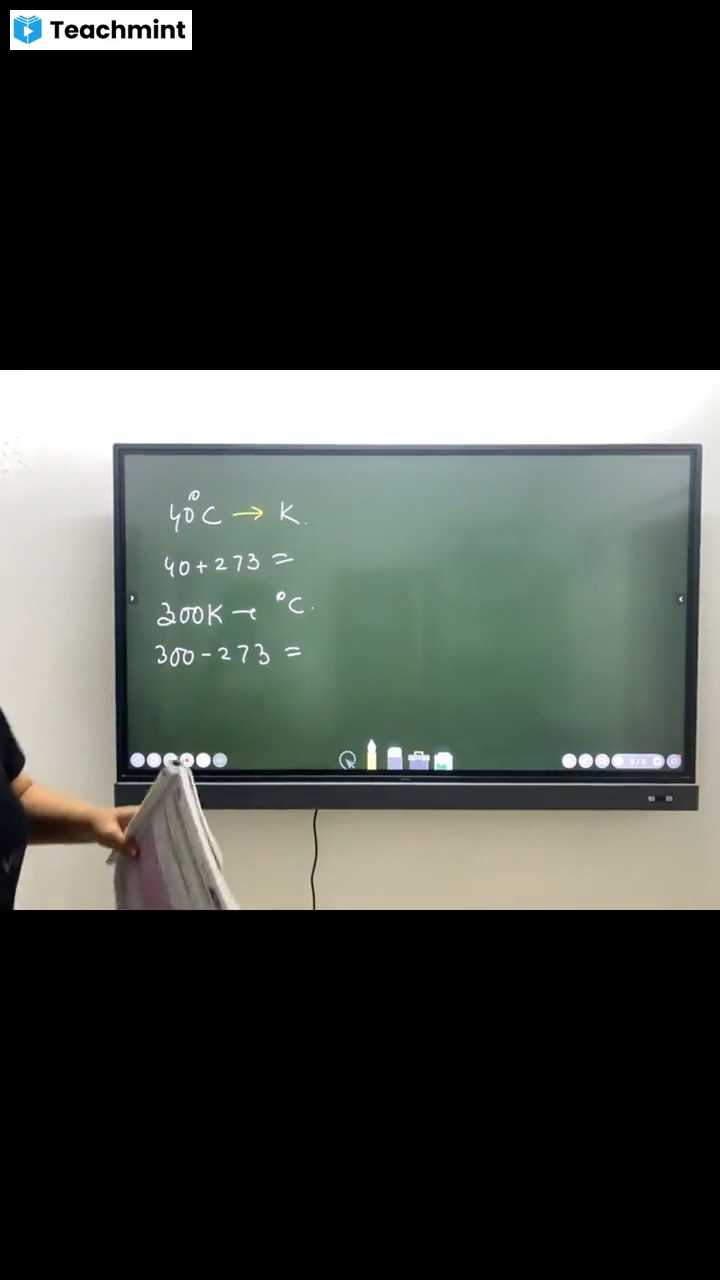 Teachmint
40°C → K.
40 + 273 =
300K → °C.
300 - 273 =